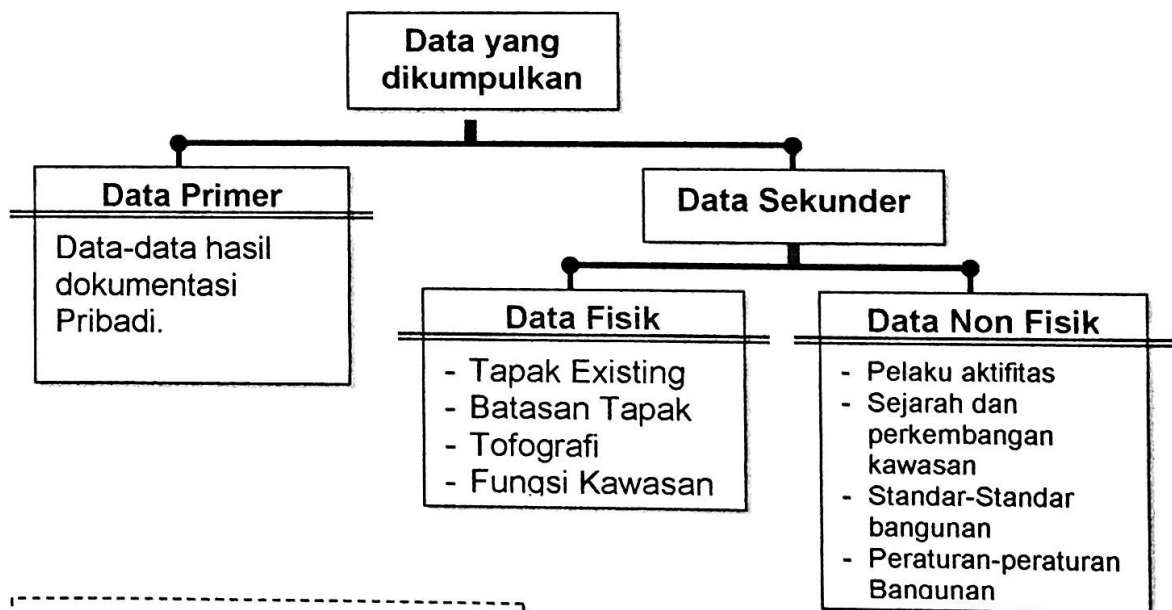 Data yang
dikumpulkan
Data Primer
Data-data hasil
dokumentasi
Pribadi.
Data Sekunder
Data Fisik
- Tapak Existing
- Batasan Tapak
- Tofografi
- Fungsi Kawasan
Data Non Fisik
- Pelaku aktifitas
- Sejarah dan
perkembangan
kawasan
- Standar-Standar
bangunan
- Peraturan-peraturan
Bangunan